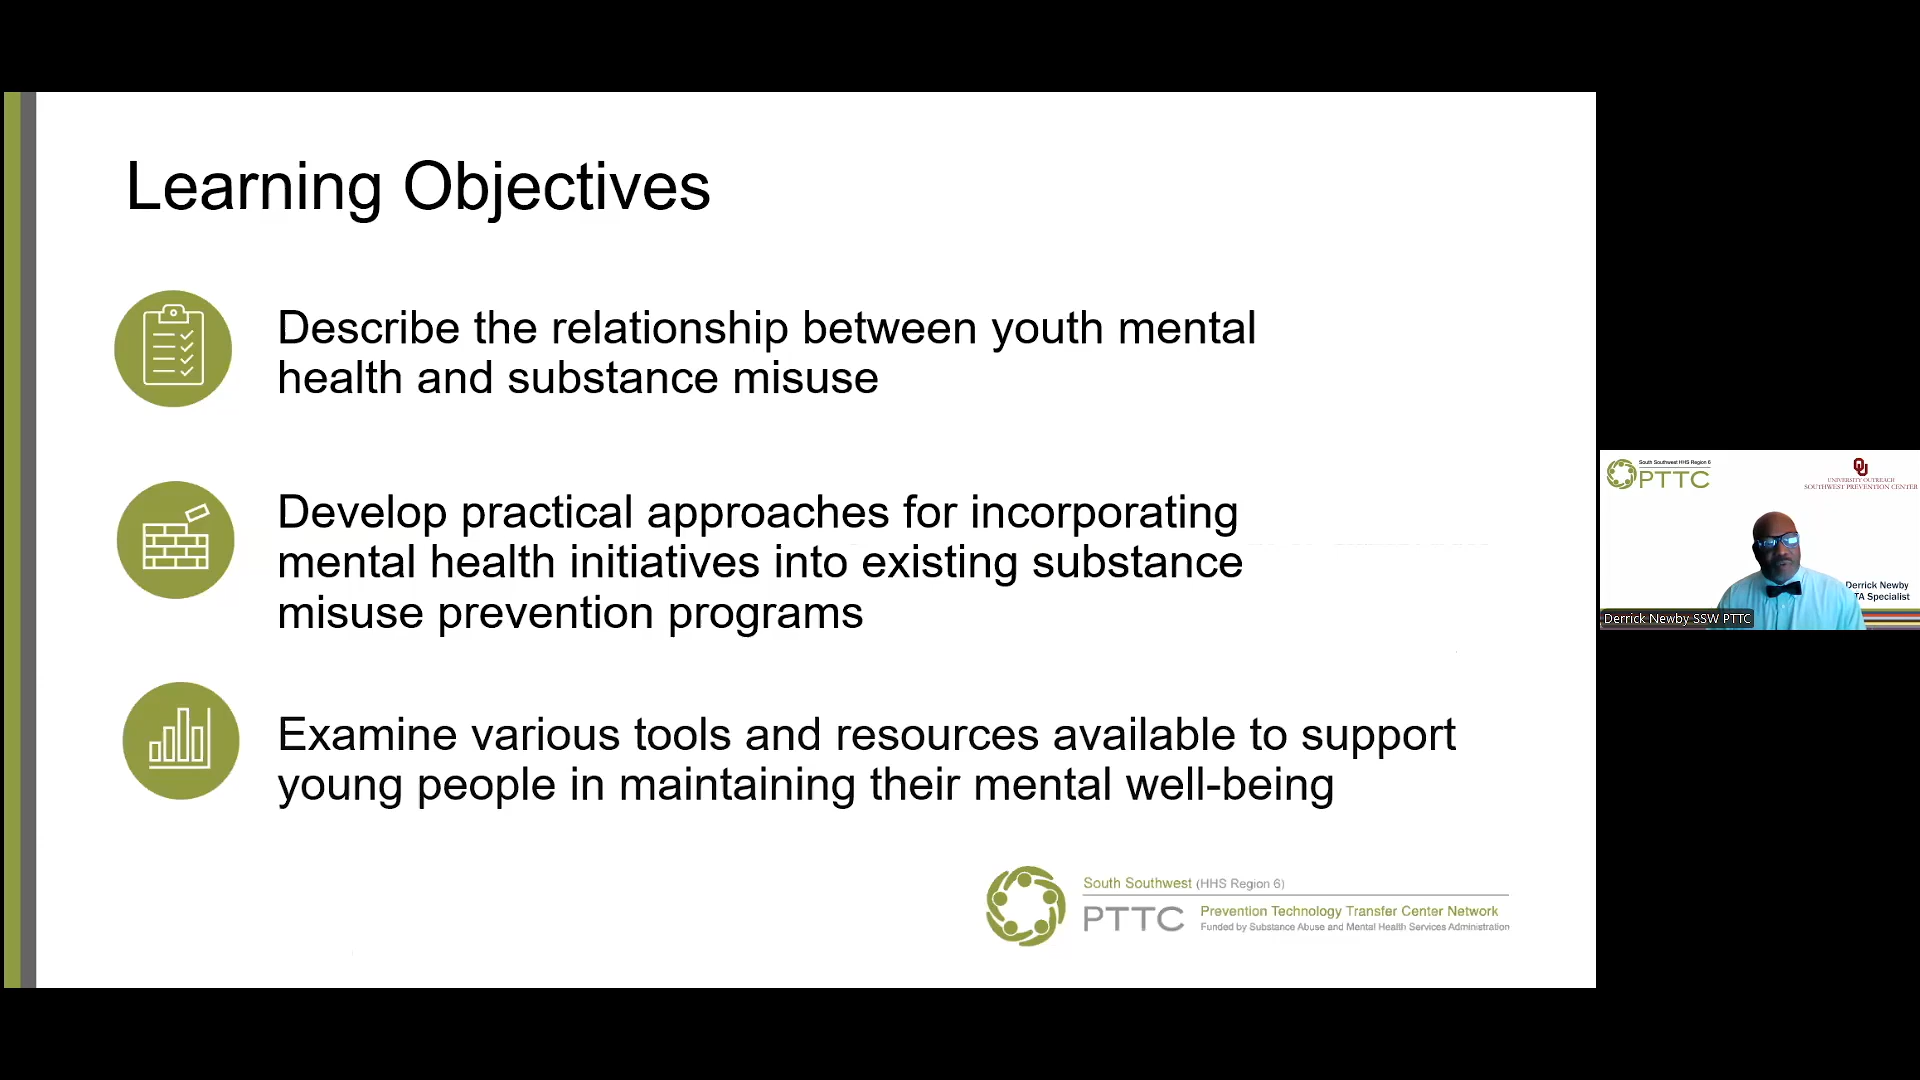 Learning Objectives
Describe the relationship between youth mental
health and substance misuse
Develop practical approaches for incorporating
mental health initiatives into existing substance
misuse prevention programs
Examine various tools and resources available to support
young people in maintaining their mental well-being
South Southwest (HHS Region 6)
PTTC
Prevention Technology Transfer Center Network
Funded by Substance Abuse and Mental Health Services Administration
South Southwest HHS Region 6
PTTC
OU
UNIVERSITY OUTREACH
SOUTHWEST PREVENTION CENTER
Derrick Newby
TA Specialist
Derrick Newby SSW PTTC